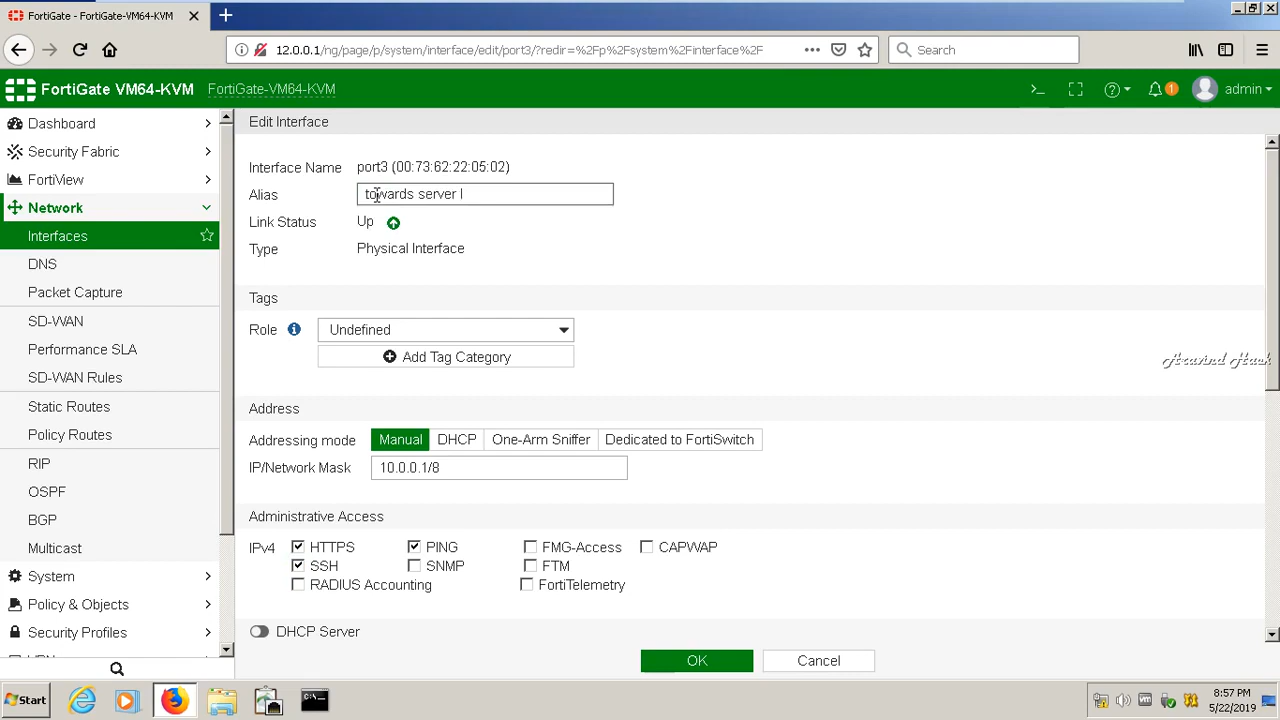 FortiGate - FortiGate-VM64-KVM
12.0.0.1/ng/page/p/system/interface/edit/port3/?redir=%2Fp%2Fsystem%2Finterface%2F
Search
FortiGate VM64-KVM
FortiGate-VM64-KVM
>_
1
admin
Dashboard
Security Fabric
FortiView
Network
Interfaces
DNS
Packet Capture
SD-WAN
Performance SLA
SD-WAN Rules
Static Routes
Policy Routes
RIP
OSPF
BGP
Multicast
System
Policy & Objects
Security Profiles
Edit Interface
Interface Name port3 (00:73:62:22:05:02)
Alias towards server l
Link Status Up
Type Physical Interface
Tags
Role Undefined
Add Tag Category
Aravind Hack
Address
Addressing mode Manual DHCP One-Arm Sniffer Dedicated to FortiSwitch
IP/Network Mask 10.0.0.1/8
Administrative Access
IPv4 HTTPS PING FMG-Access CAPWAP
SSH SNMP FTM
RADIUS Accounting FortiTelemetry
DHCP Server
OK Cancel
Start
8:57 PM
5/22/2019